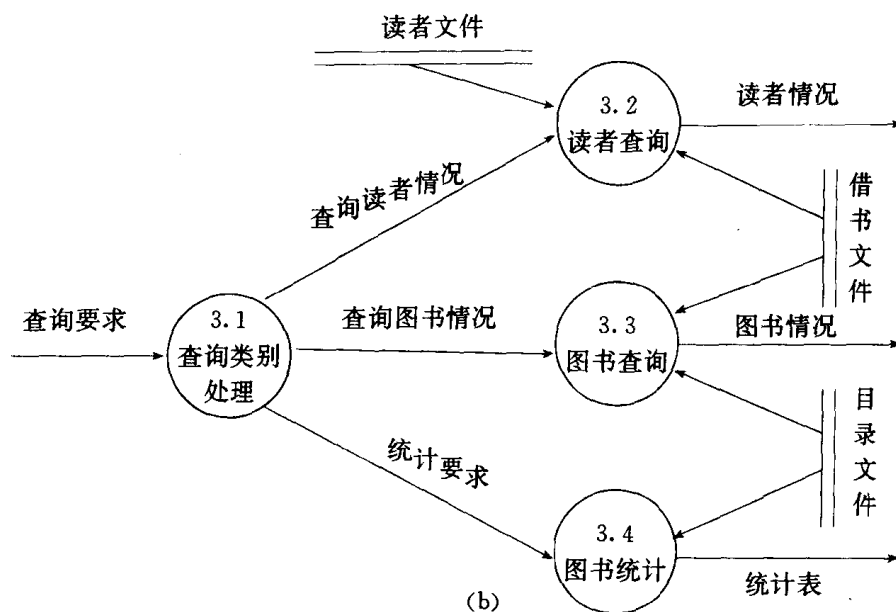 读者文件
3.2
读者查询
读者情况
查询读者情况
借书文件
查询要求
3.1
查询类别
处理
查询图书情况
3.3
图书查询
图书情况
统计要求
目录文件
3.4
图书统计
统计表
(b)